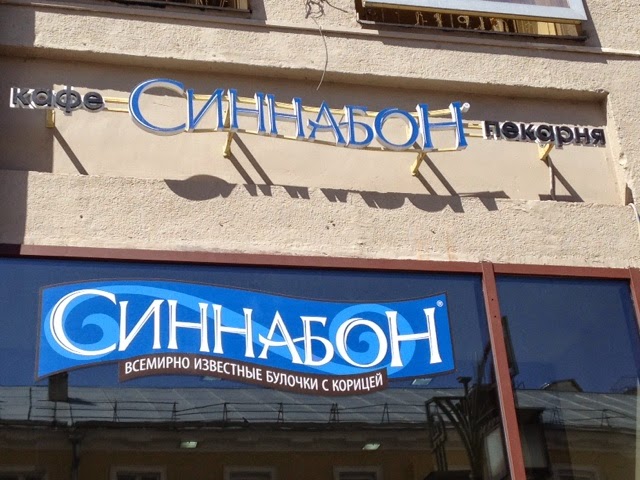 кафе СИННАБОН пекарня
СИННАБОН®
ВСЕМИРНО ИЗВЕСТНЫЕ БУЛОЧКИ С КОРИЦЕЙ